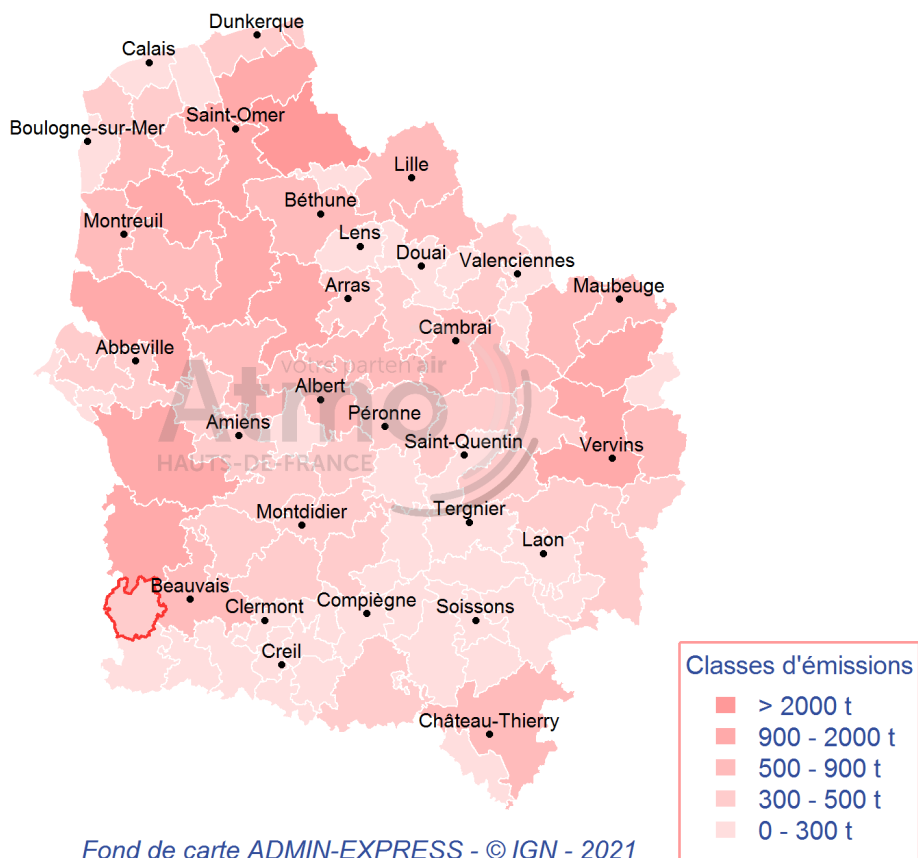 Dunkerque
Calais
Saint-Omer
Boulogne-sur-Mer
Lille
Béthune
Montreuil
Lens
Douai
Valenciennes
Arras
Maubeuge
Cambrai
Abbeville
votre parten'air
Atmo
HAUTS-DE-FRANCE
Albert
Péronne
Amiens
Saint-Quentin
Vervins
Montdidier
Tergnier
Laon
Beauvais
Clermont
Compiègne
Soissons
Creil
Château-Thierry
Classes d'émissions
> 2000 t
900 - 2000 t
500 - 900 t
300 - 500 t
0 - 300 t
Fond de carte ADMIN-EXPRESS - © IGN - 2021